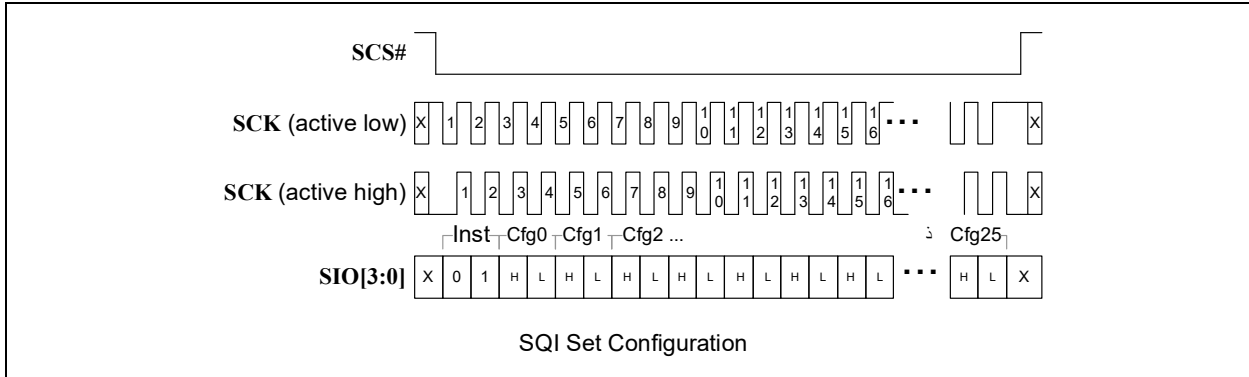 SCS#
SCK (active low) X 1 2 3 4 5 6 7 8 9 10 11 12 13 14 15 16 ... X
SCK (active high) X 1 2 3 4 5 6 7 8 9 10 11 12 13 14 15 16 ... X
Inst Cfg0 Cfg1 Cfg2 ... ذ Cfg25
SIO[3:0] X 0 1 H L H L H L H L H L H L H L ... H L X
SQI Set Configuration